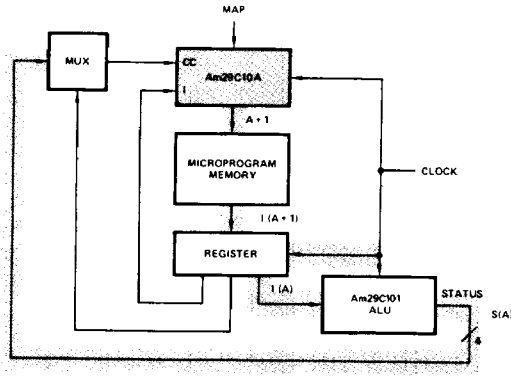 MAP
MUX
CC
Am29C10A
I
A + 1
MICROPROGRAM
MEMORY
CLOCK
I (A + 1)
REGISTER
I (A)
Am29C101
ALU
STATUS
S(A)
4